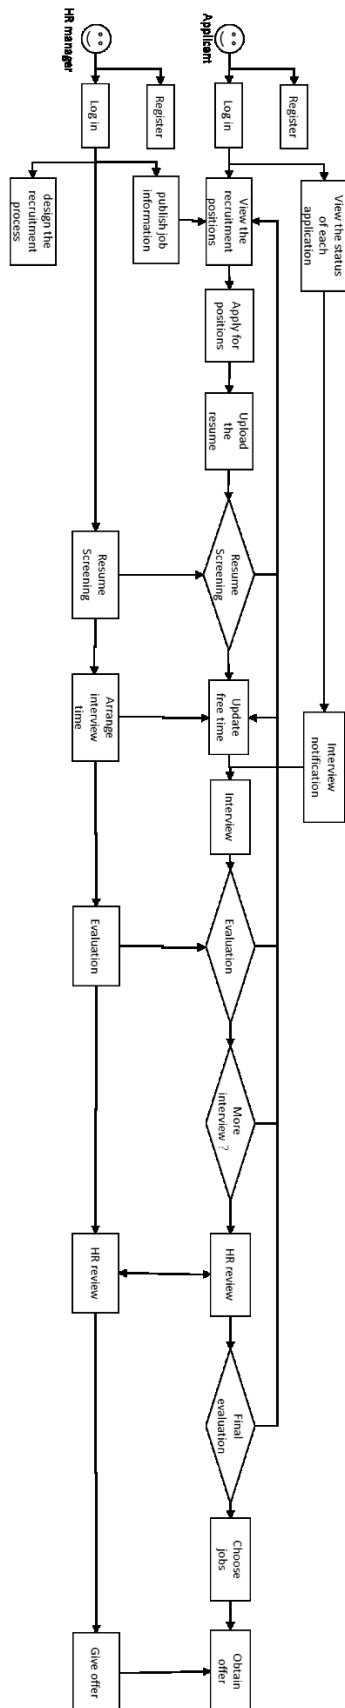 Register
View the status
of each
application
Interview
notification
Applicant
Log in
View the
recruitment
positions
Apply for
positions
Upload
the
resume
Resume
Screening
Update
free time
Interview
Evaluation
More
interview ?
HR review
Final
evaluation
Choose
jobs
Obtain
offer
Register
publish job
information
HR manager
Log in
Resume
Screening
Arrange
interview
time
Evaluation
HR review
Give offer
design the
recruitment
process